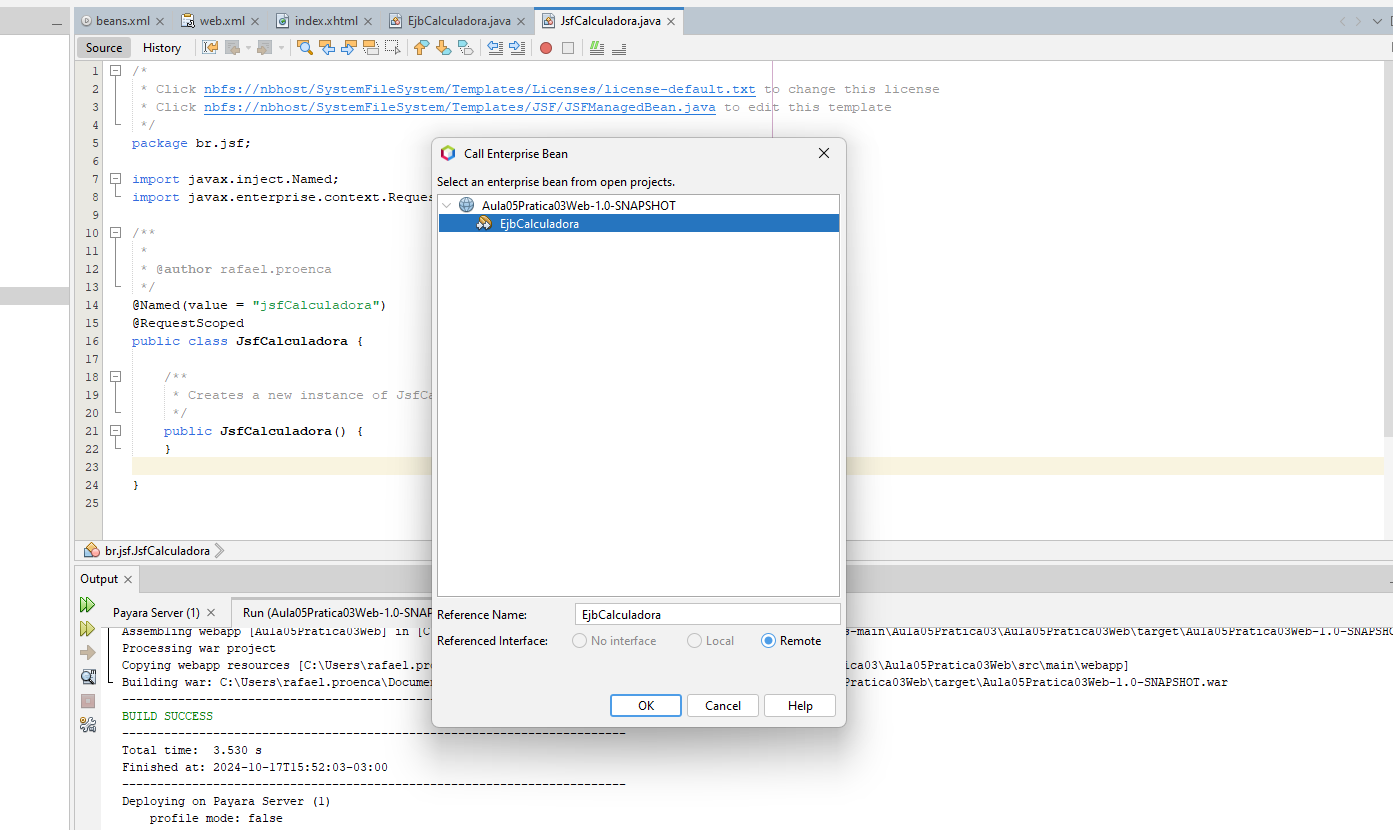 beans.xml web.xml index.xhtml EjbCalculadora.java JsfCalculadora.java
Source History
1 /*
2 * Click nbfs://nbhost/SystemFileSystem/Templates/Licenses/license-default.txt to change this license
3 * Click nbfs://nbhost/SystemFileSystem/Templates/JSF/JSFManagedBean.java to edit this template
4 */
5 package br.jsf;
6
7 import javax.inject.Named;
8 import javax.enterprise.context.Reques
9
10 /**
11 *
12 * @author rafael.proenca
13 */
14 @Named(value = "jsfCalculadora")
15 @RequestScoped
16 public class JsfCalculadora {
17
18 /**
19 * Creates a new instance of JsfCa
20 */
21 public JsfCalculadora() {
22 }
23
24 }
25
br.jsf.JsfCalculadora
Call Enterprise Bean
Select an enterprise bean from open projects.
Aula05Pratica03Web-1.0-SNAPSHOT
EjbCalculadora
Reference Name: EjbCalculadora
Referenced Interface: No interface Local Remote
OK Cancel Help
Output
Payara Server (1) Run (Aula05Pratica03Web-1.0-SNAP
Assembling webapp [Aula05Pratica03Web] in [C s-main\Aula05Pratica03\Aula05Pratica03Web\target\Aula05Pratica03Web-1.0-SNAPSHO
Processing war project
Copying webapp resources [C:\Users\rafael.pro ica03\Aula05Pratica03Web\src\main\webapp]
Building war: C:\Users\rafael.proenca\Docume Pratica03Web\target\Aula05Pratica03Web-1.0-SNAPSHOT.war
------------------------------------------------------------------------
BUILD SUCCESS
------------------------------------------------------------------------
Total time: 3.530 s
Finished at: 2024-10-17T15:52:03-03:00
------------------------------------------------------------------------
Deploying on Payara Server (1)
profile mode: false